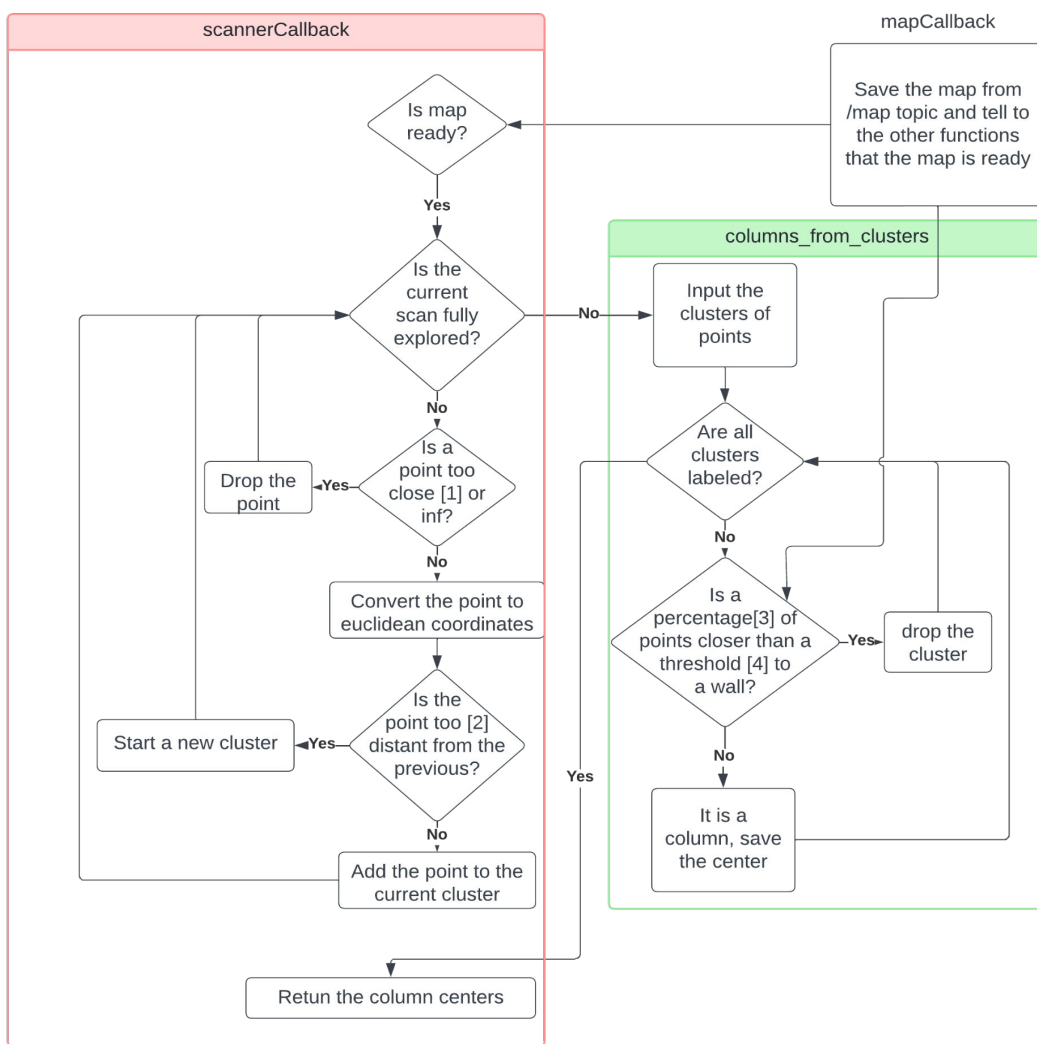 scannerCallback
mapCallback
Save the map from
/map topic and tell to
the other functions
that the map is ready
Is map
ready?
Yes
columns_from_clusters
Is the
current
scan fully
explored?
No
Input the
clusters of
points
No
Are all
clusters
labeled?
Is a
point too
close [1] or
inf?
Yes
Drop the
point
No
No
Convert the point to
euclidean coordinates
Is a
percentage[3] of
points closer than a
threshold [4] to
a wall?
Yes
drop the
cluster
Is the
point too [2]
distant from the
previous?
Yes
Start a new cluster
No
Yes
It is a
column, save
the center
No
Add the point to the
current cluster
Retun the column centers